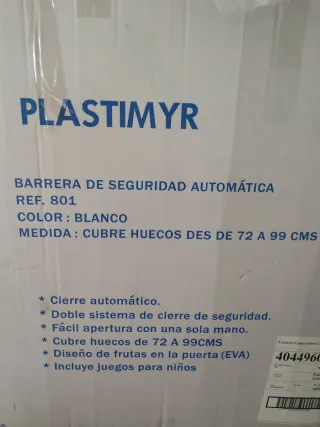 PLASTIMYR
BARRERA DE SEGURIDAD AUTOMÁTICA
REF. 801
COLOR : BLANCO
MEDIDA : CUBRE HUECOS DES DE 72 A 99 CMS
* Cierre automático.
* Doble sistema de cierre de seguridad.
* Fácil apertura con una sola mano.
* Cubre huecos de 72 A 99CMS
* Diseño de frutas en la puerta (EVA)
* Incluye juegos para niños